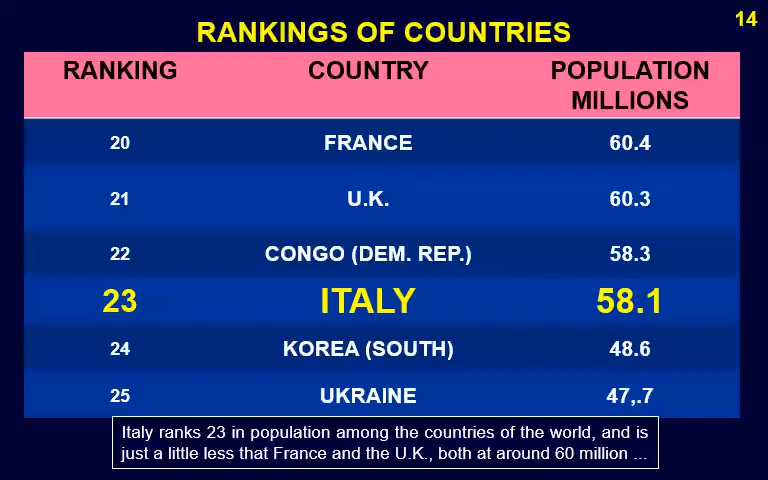 14
RANKINGS OF COUNTRIES
RANKING COUNTRY POPULATION
MILLIONS
20 FRANCE 60.4
21 U.K. 60.3
22 CONGO (DEM. REP.) 58.3
23 ITALY 58.1
24 KOREA (SOUTH) 48.6
25 UKRAINE 47,.7
Italy ranks 23 in population among the countries of the world, and is
just a little less that France and the U.K., both at around 60 million ...